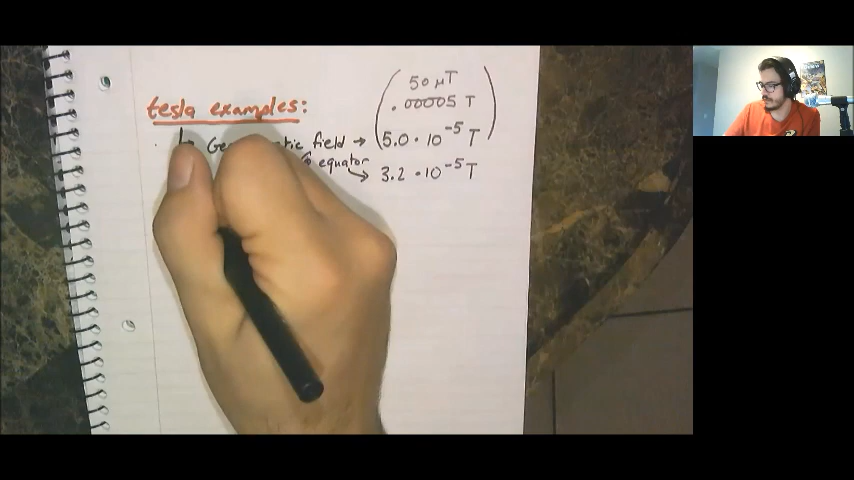 tesla examples:
50 μT
.00005 T
field → (5.0 · 10⁻⁵ T)
@ equator
→ 3.2 · 10⁻⁵ T